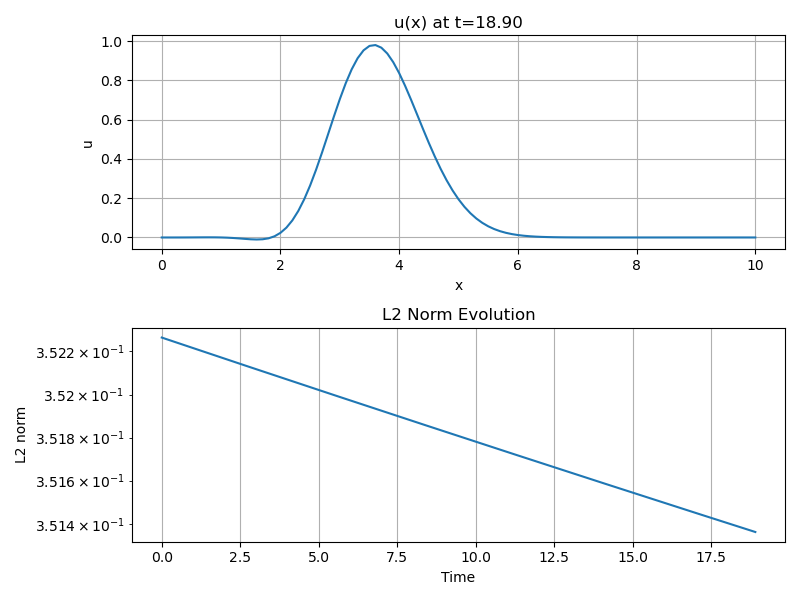 u(x) at t=18.90
1.0
0.8
0.6
0.4
0.2
0.0
u
0 2 4 6 8 10
x
L2 Norm Evolution
3.522 × 10⁻¹
3.52 × 10⁻¹
3.518 × 10⁻¹
3.516 × 10⁻¹
3.514 × 10⁻¹
L2 norm
0.0 2.5 5.0 7.5 10.0 12.5 15.0 17.5
Time